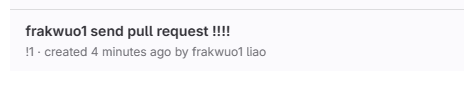 frakwuo1 send pull request !!!!
!1 · created 4 minutes ago by frakwuo1 liao